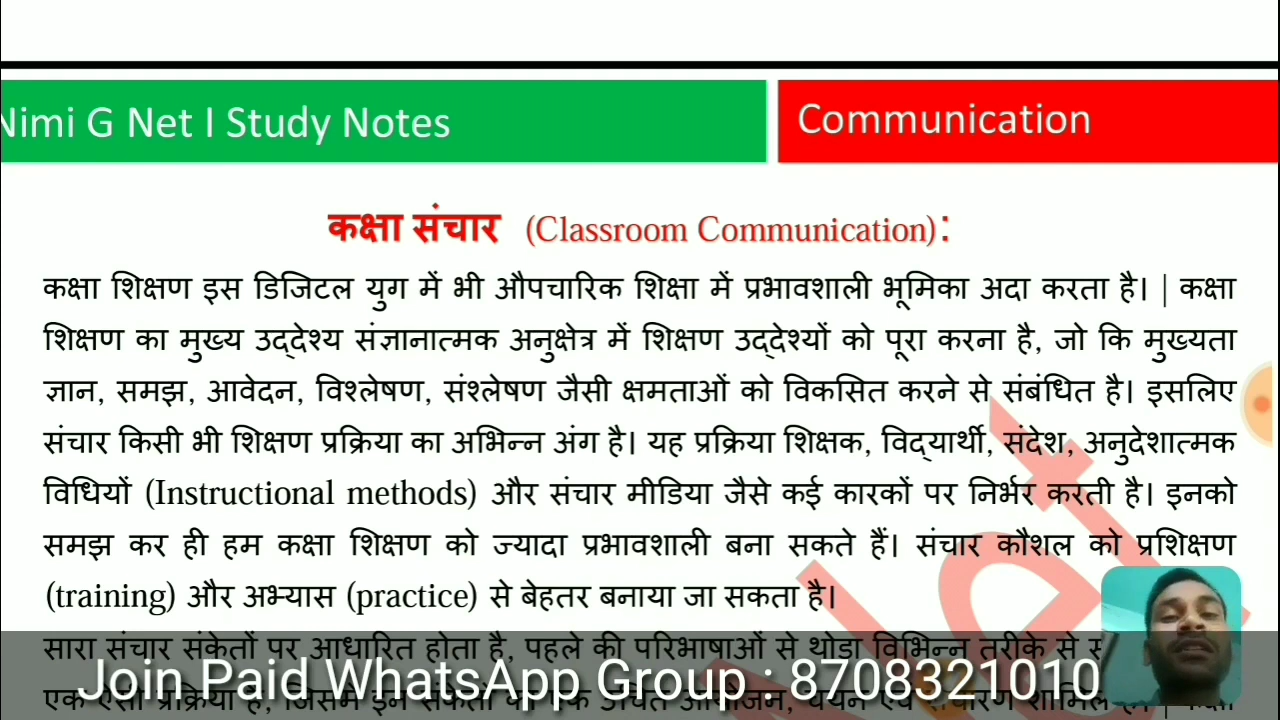 Nimi G Net I Study Notes
Communication
कक्षा संचार (Classroom Communication):
कक्षा शिक्षण इस डिजिटल युग में भी औपचारिक शिक्षा में प्रभावशाली भूमिका अदा करता है। | कक्षा
शिक्षण का मुख्य उद्देश्य संज्ञानात्मक अनुक्षेत्र में शिक्षण उद्देश्यों को पूरा करना है, जो कि मुख्यता
ज्ञान, समझ, आवेदन, विश्लेषण, संश्लेषण जैसी क्षमताओं को विकसित करने से संबंधित है। इसलिए
संचार किसी भी शिक्षण प्रक्रिया का अभिन्न अंग है। यह प्रक्रिया शिक्षक, विद्यार्थी, संदेश, अनुदेशात्मक
विधियों (Instructional methods) और संचार मीडिया जैसे कई कारकों पर निर्भर करती है। इनको
समझ कर ही हम कक्षा शिक्षण को ज्यादा प्रभावशाली बना सकते हैं। संचार कौशल को प्रशिक्षण
(training) और अभ्यास (practice) से बेहतर बनाया जा सकता है।
सारा संचार संकेतों पर आधारित होता है, पहले की परिभाषाओं से थोड़ा विभिन्न तरीके से
Join Paid WhatsApp Group : 8708321010
Net